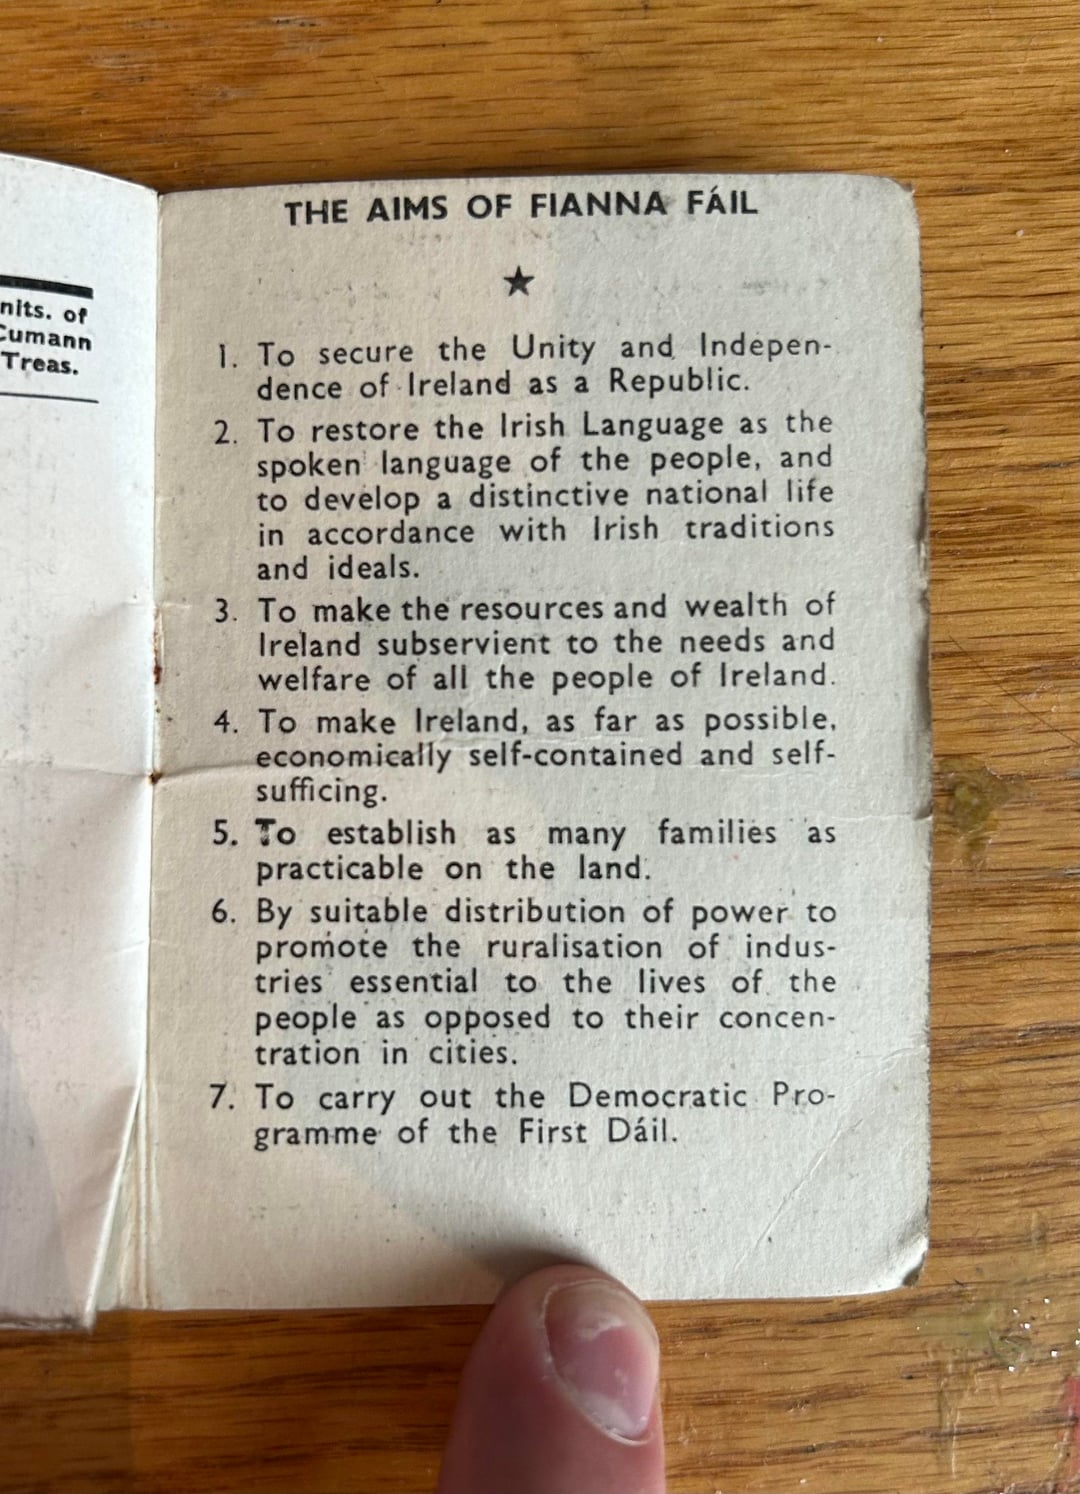 nits. of
Cumann
Treas.
THE AIMS OF FIANNA FÁIL
★
1. To secure the Unity and Indepen-
dence of Ireland as a Republic.
2. To restore the Irish Language as the
spoken language of the people, and
to develop a distinctive national life
in accordance with Irish traditions
and ideals.
3. To make the resources and wealth of
Ireland subservient to the needs and
welfare of all the people of Ireland.
4. To make Ireland, as far as possible,
economically self-contained and self-
sufficing.
5. To establish as many families as
practicable on the land.
6. By suitable distribution of power to
promote the ruralisation of indus-
tries essential to the lives of the
people as opposed to their concen-
tration in cities.
7. To carry out the Democratic Pro-
gramme of the First Dáil.